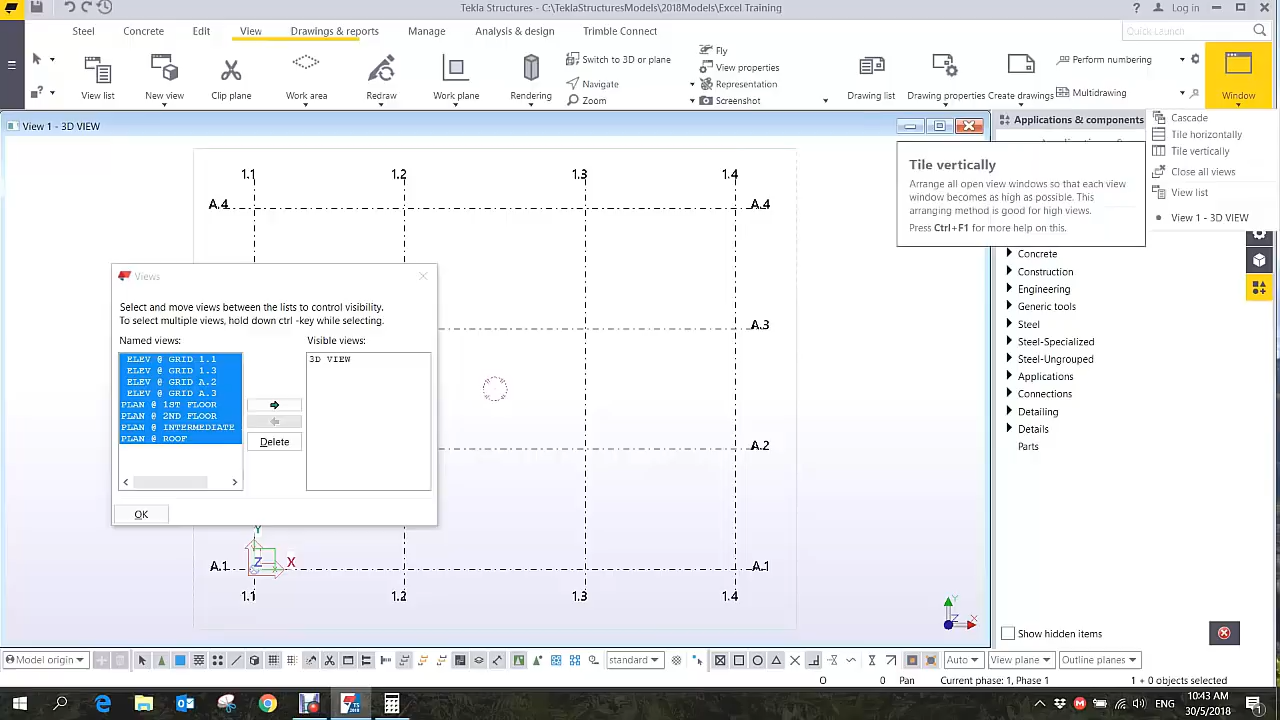 Tekla Structures - C:\TeklaStructuresModels\2018Models\Excel Training
? Log in
Steel Concrete Edit View Drawings & reports Manage Analysis & design Trimble Connect
Quick Launch
View list
New view
Clip plane
Work area
Redraw
Work plane
Rendering
Switch to 3D or plane
Navigate
Zoom
Fly
View properties
Representation
Screenshot
Drawing list
Drawing properties
Create drawings
Perform numbering
Multidrawing
Window
View 1 - 3D VIEW
Applications & components
Cascade
Tile horizontally
Tile vertically
Close all views
View list
View 1 - 3D VIEW
Tile vertically
Arrange all open view windows so that each view
window becomes as high as possible. This
arranging method is good for high views.
Press Ctrl+F1 for more help on this.
1.1 1.2 1.3 1.4
A.4 A.4
A.3
A.2
A.1 A.1
1.1 1.2 1.3 1.4
Y
Z X
Views
Select and move views between the lists to control visibility.
To select multiple views, hold down ctrl -key while selecting.
Named views: Visible views:
ELEV @ GRID 1.1
ELEV @ GRID 1.3
ELEV @ GRID A.2
ELEV @ GRID A.3
PLAN @ 1ST FLOOR
PLAN @ 2ND FLOOR
PLAN @ INTERMEDIATE
PLAN @ ROOF
3D VIEW
Delete
OK
Concrete
Construction
Engineering
Generic tools
Steel
Steel-Specialized
Steel-Ungrouped
Applications
Connections
Detailing
Details
Parts
Y
Z X
Show hidden items
Model origin
standard
Auto
View plane
Outline planes
O 0 Pan Current phase: 1, Phase 1 1 + 0 objects selected
10:43 AM
30/5/2018